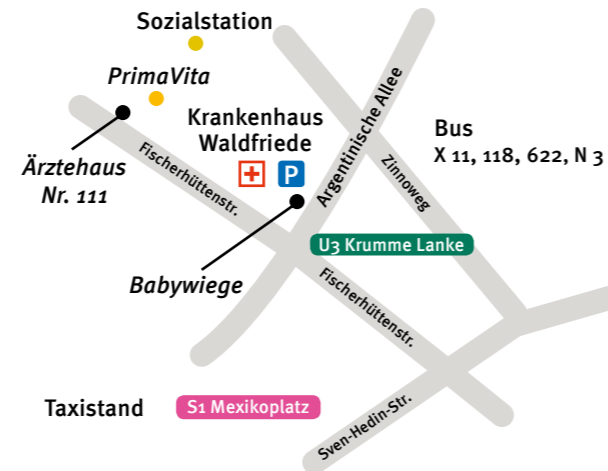 Sozialstation
PrimaVita
Krankenhaus
Waldfriede
Ärztehaus
Nr. 111
Fischerhüttenstr.
P
Argentinische Allee
Zinnoweg
Bus
X 11, 118, 622, N 3
U3 Krumme Lanke
Babywiege
Fischerhüttenstr.
Taxistand
S1 Mexikoplatz
Sven-Hedin-Str.